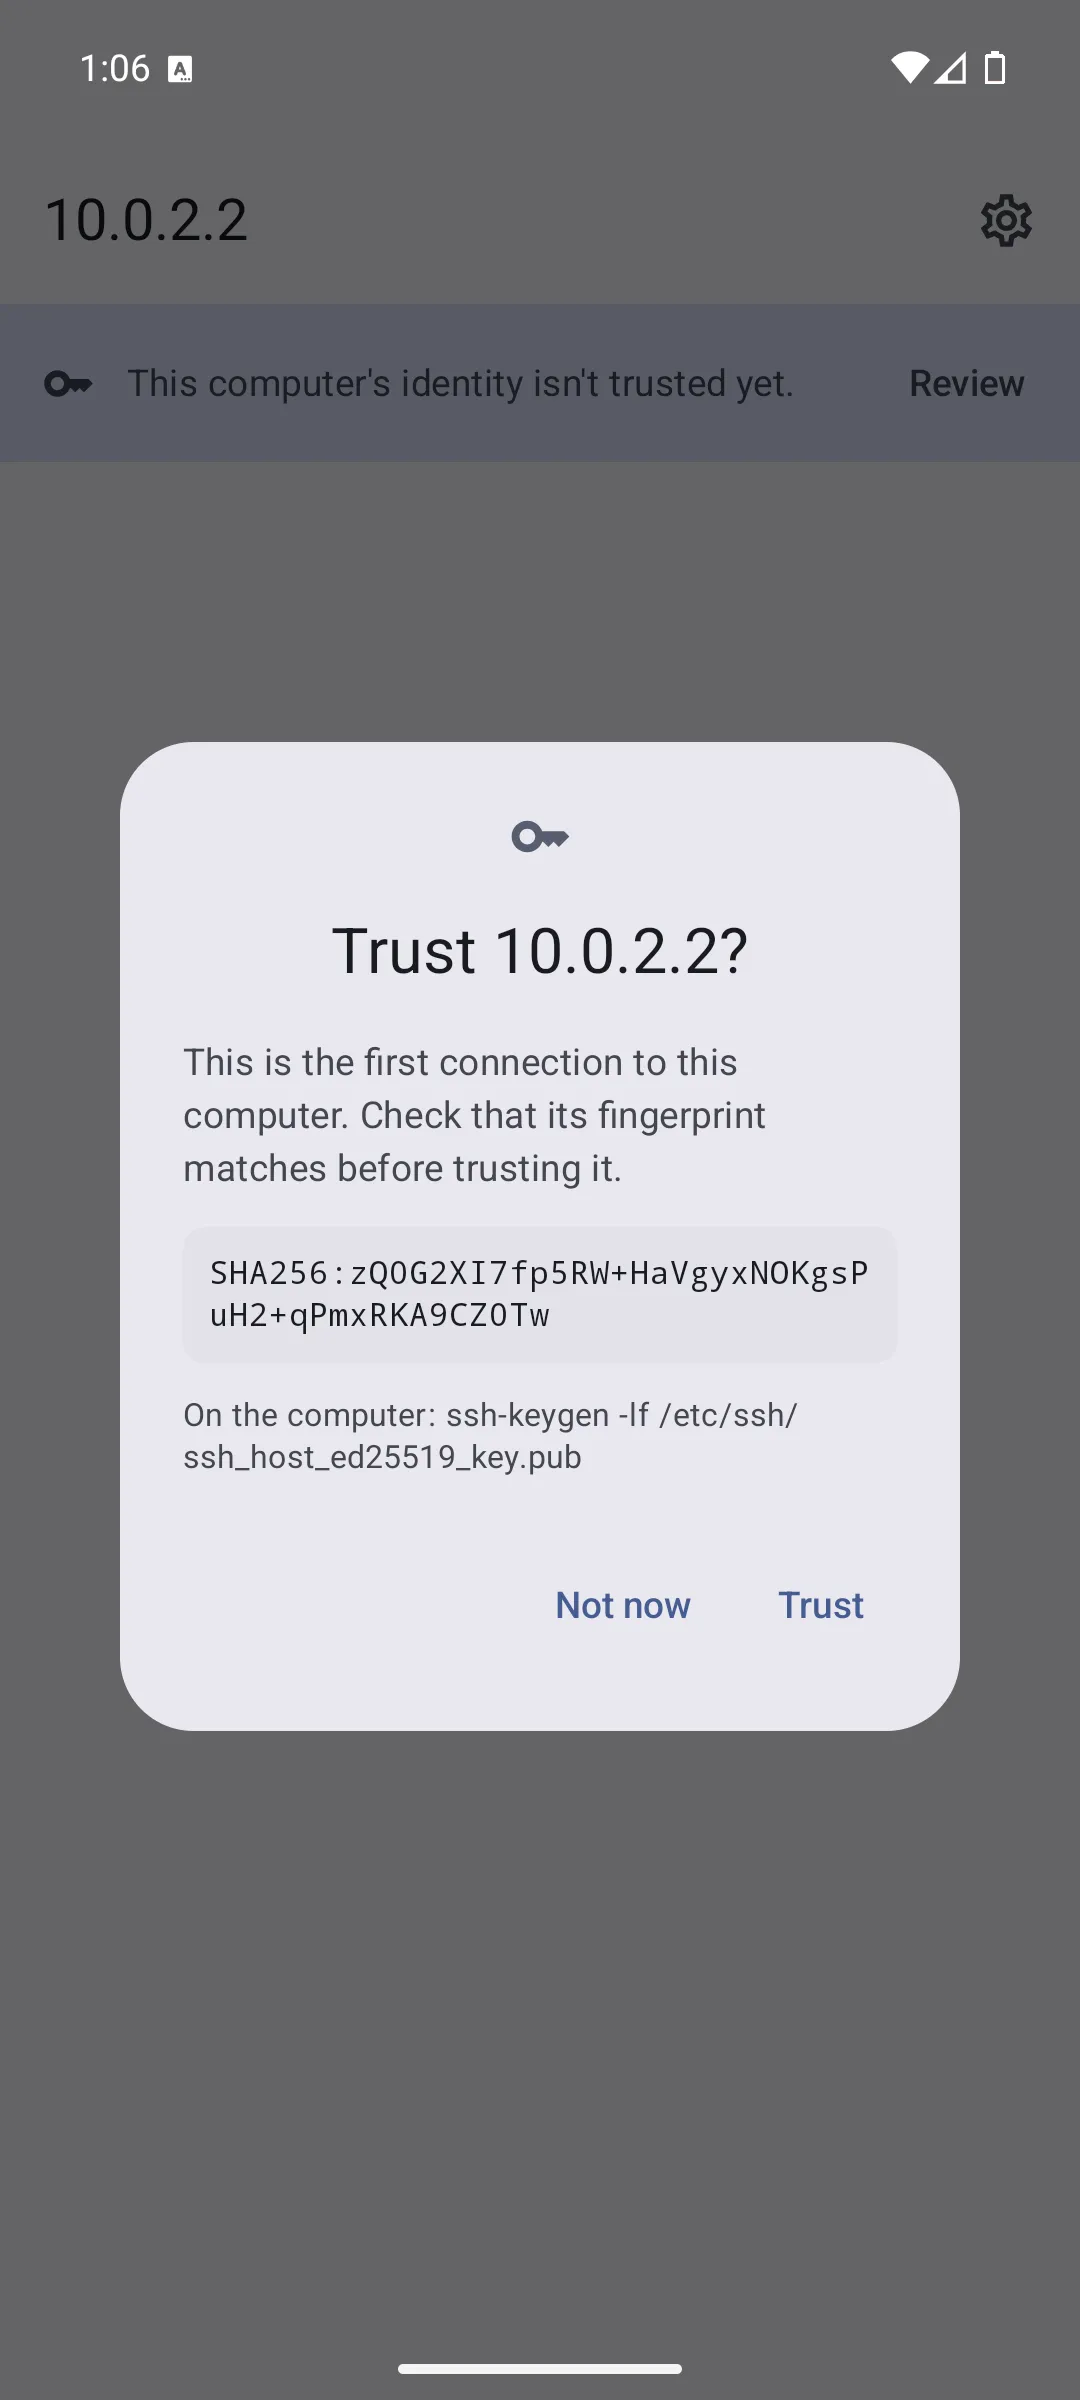 1:06
10.0.2.2
This computer's identity isn't trusted yet. Review
Trust 10.0.2.2?
This is the first connection to this
computer. Check that its fingerprint
matches before trusting it.
SHA256:zQ0G2XI7fp5RW+HaVgyxNOKgsP
uH2+qPmxRKA9CZ0Tw
On the computer: ssh-keygen -lf /etc/ssh/
ssh_host_ed25519_key.pub
Not now Trust